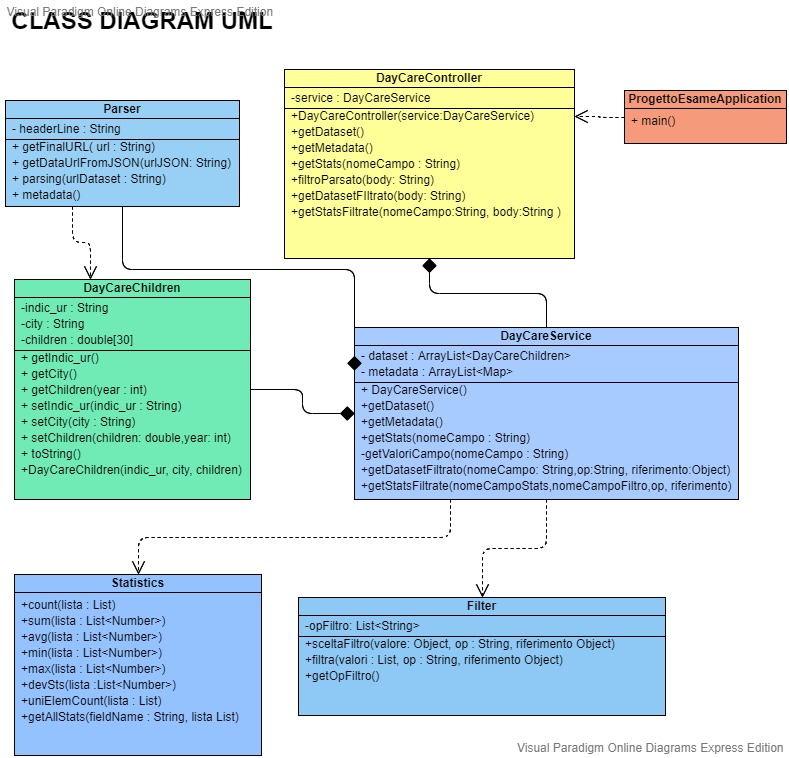 Visual Paradigm Online Diagrams Express Edition
CLASS DIAGRAM UML
DayCareController
-service : DayCareService
+DayCareController(service:DayCareService)
+getDataset()
+getMetadata()
+getStats(nomeCampo : String)
+filtroParsato(body: String)
+getDatasetFIltrato(body: String)
+getStatsFiltrate(nomeCampo:String, body:String )
ProgettoEsameApplication
+ main()
Parser
- headerLine : String
+ getFinalURL( url : String)
+ getDataUrlFromJSON(urlJSON: String)
+ parsing(urlDataset : String)
+ metadata()
DayCareChildren
-indic_ur : String
-city : String
-children : double[30]
+ getIndic_ur()
+ getCity()
+ getChildren(year : int)
+ setIndic_ur(indic_ur : String)
+ setCity(city : String)
+ setChildren(children: double,year: int)
+ toString()
+DayCareChildren(indic_ur, city, children)
DayCareService
- dataset : ArrayList<DayCareChildren>
- metadata : ArrayList<Map>
+ DayCareService()
+getDataset()
+getMetadata()
+getStats(nomeCampo : String)
-getValoriCampo(nomeCampo : String)
+getDatasetFiltrato(nomeCampo: String,op:String, riferimento:Object)
+getStatsFiltrate(nomeCampoStats,nomeCampoFiltro,op, riferimento)
Statistics
+count(lista : List)
+sum(lista : List<Number>)
+avg(lista : List<Number>)
+min(lista : List<Number>)
+max(lista : List<Number>)
+devSts(lista :List<Number>)
+uniElemCount(lista : List)
+getAllStats(fieldName : String, lista List)
Filter
-opFiltro: List<String>
+sceltaFiltro(valore: Object, op : String, riferimento Object)
+filtra(valori : List, op : String, riferimento Object)
+getOpFiltro()
Visual Paradigm Online Diagrams Express Edition